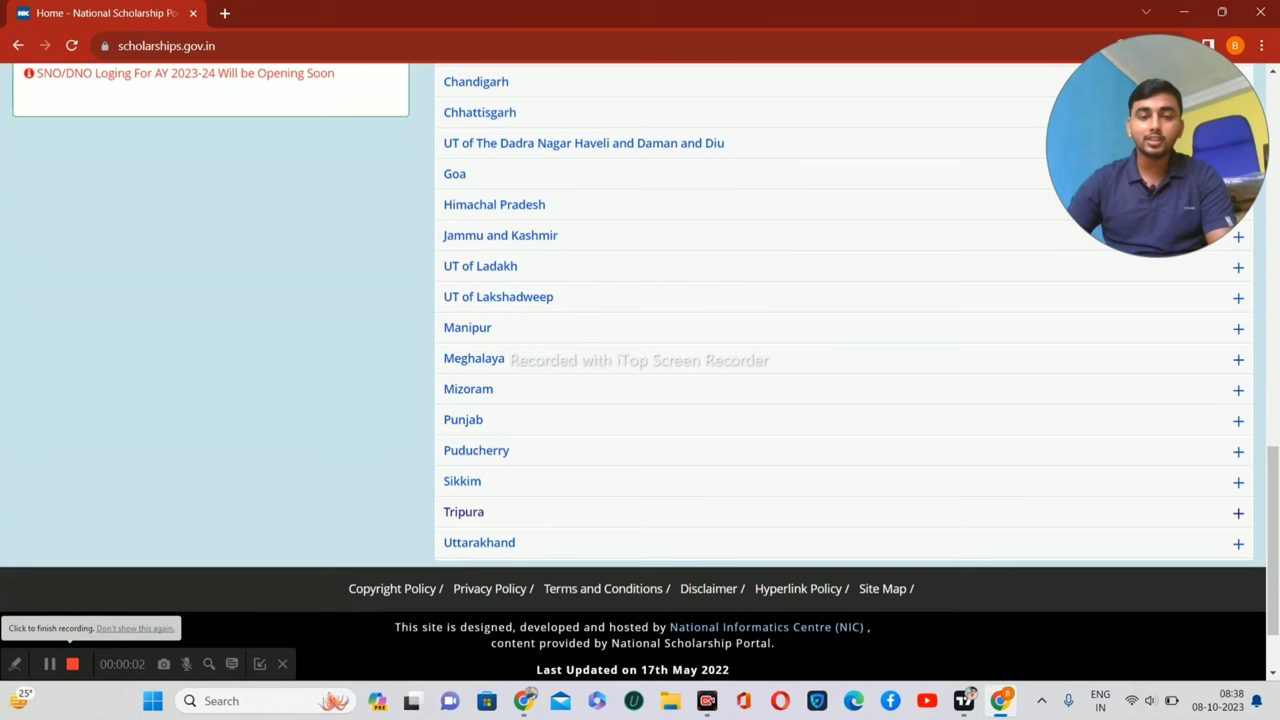 Home - National Scholarship Po
scholarships.gov.in
B
SNO/DNO Loging For AY 2023-24 Will be Opening Soon
Chandigarh
Chhattisgarh
UT of The Dadra Nagar Haveli and Daman and Diu
Goa
Himachal Pradesh
Jammu and Kashmir
UT of Ladakh
UT of Lakshadweep
Manipur
Meghalaya
Recorded with iTop Screen Recorder
Mizoram
Punjab
Puducherry
Sikkim
Tripura
Uttarakhand
Copyright Policy / Privacy Policy / Terms and Conditions / Disclaimer / Hyperlink Policy / Site Map /
Click to finish recording. Don't show this again.
This site is designed, developed and hosted by National Informatics Centre (NIC) ,
content provided by National Scholarship Portal.
00:00:02
Last Updated on 17th May 2022
25°
Search
ENG
IN
08:38
08-10-2023